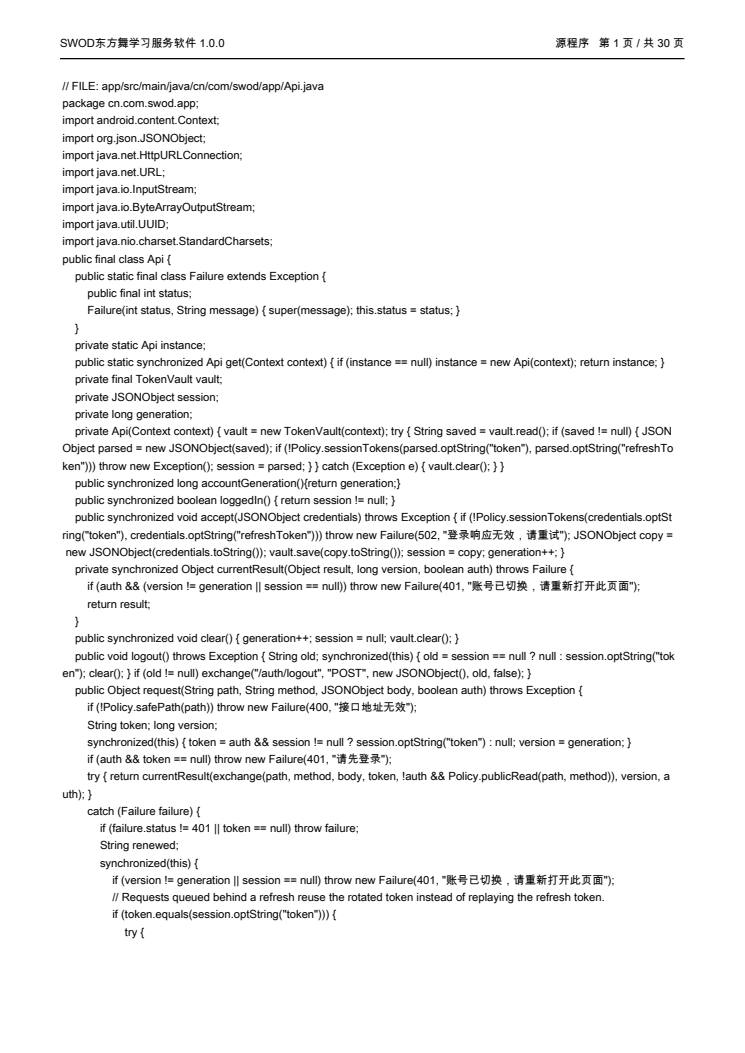 SWOD东方舞学习服务软件 1.0.0
源程序 第 1 页 / 共 30 页
// FILE: app/src/main/java/cn/com/swod/app/Api.java
package cn.com.swod.app;
import android.content.Context;
import org.json.JSONObject;
import java.net.HttpURLConnection;
import java.net.URL;
import java.io.InputStream;
import java.io.ByteArrayOutputStream;
import java.util.UUID;
import java.nio.charset.StandardCharsets;
public final class Api {
    public static final class Failure extends Exception {
        public final int status;
        Failure(int status, String message) { super(message); this.status = status; }
    }
    private static Api instance;
    public static synchronized Api get(Context context) { if (instance == null) instance = new Api(context); return instance; }
    private final TokenVault vault;
    private JSONObject session;
    private long generation;
    private Api(Context context) { vault = new TokenVault(context); try { String saved = vault.read(); if (saved != null) { JSON
Object parsed = new JSONObject(saved); if (!Policy.sessionTokens(parsed.optString("token"), parsed.optString("refreshTo
ken"))) throw new Exception(); session = parsed; } } catch (Exception e) { vault.clear(); } }
    public synchronized long accountGeneration(){return generation;}
    public synchronized boolean loggedIn() { return session != null; }
    public synchronized void accept(JSONObject credentials) throws Exception { if (!Policy.sessionTokens(credentials.optSt
ring("token"), credentials.optString("refreshToken"))) throw new Failure(502, "登录响应无效，请重试"); JSONObject copy =
 new JSONObject(credentials.toString()); vault.save(copy.toString()); session = copy; generation++; }
    private synchronized Object currentResult(Object result, long version, boolean auth) throws Failure {
        if (auth && (version != generation || session == null)) throw new Failure(401, "账号已切换，请重新打开此页面");
        return result;
    }
    public synchronized void clear() { generation++; session = null; vault.clear(); }
    public void logout() throws Exception { String old; synchronized(this) { old = session == null ? null : session.optString("tok
en"); clear(); } if (old != null) exchange("/auth/logout", "POST", new JSONObject(), old, false); }
    public Object request(String path, String method, JSONObject body, boolean auth) throws Exception {
        if (!Policy.safePath(path)) throw new Failure(400, "接口地址无效");
        String token; long version;
        synchronized(this) { token = auth && session != null ? session.optString("token") : null; version = generation; }
        if (auth && token == null) throw new Failure(401, "请先登录");
        try { return currentResult(exchange(path, method, body, token, !auth && Policy.publicRead(path, method)), version, a
uth); }
        catch (Failure failure) {
            if (failure.status != 401 || token == null) throw failure;
            String renewed;
            synchronized(this) {
                if (version != generation || session == null) throw new Failure(401, "账号已切换，请重新打开此页面");
                // Requests queued behind a refresh reuse the rotated token instead of replaying the refresh token.
                if (token.equals(session.optString("token"))) {
                    try {